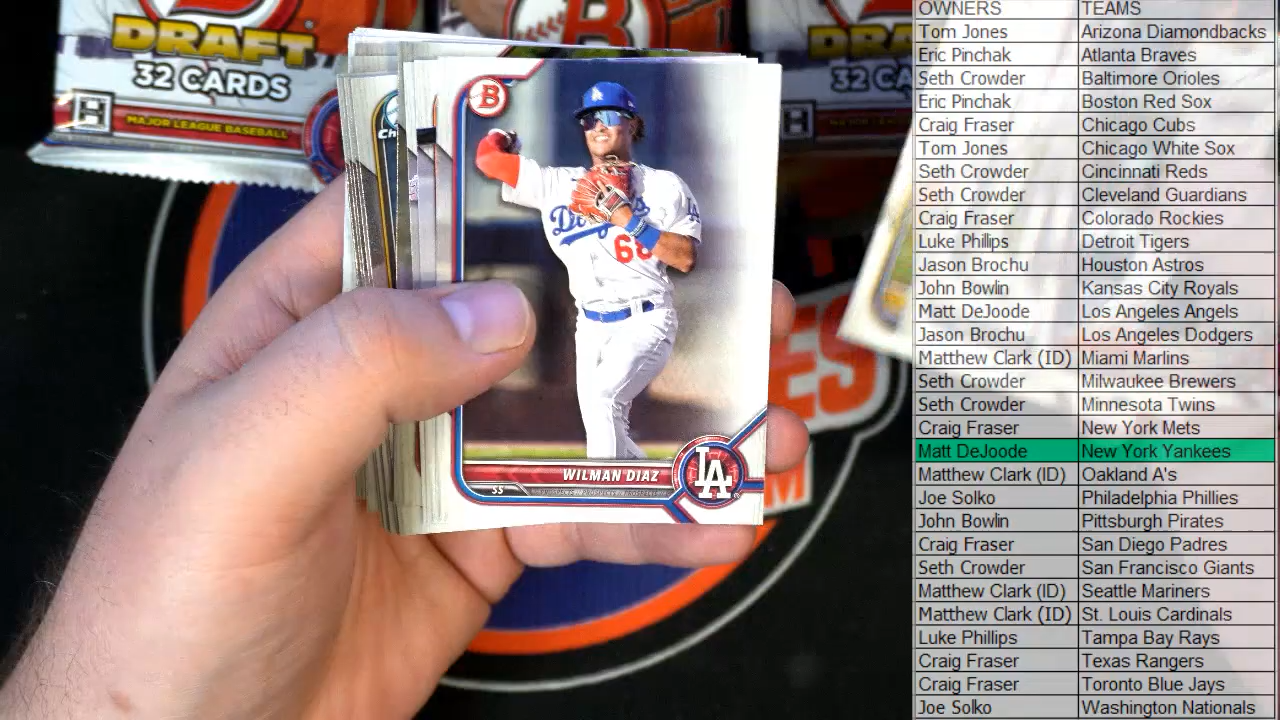 DRAFT
32 CARDS
MAJOR LEAGUE BASEBALL
B
DRAFT
32 CA
B
Dodgers
68
LA
WILMAN DIAZ
SS
LA
OWNERS TEAMS
Tom Jones Arizona Diamondbacks
Eric Pinchak Atlanta Braves
Seth Crowder Baltimore Orioles
Eric Pinchak Boston Red Sox
Craig Fraser Chicago Cubs
Tom Jones Chicago White Sox
Seth Crowder Cincinnati Reds
Seth Crowder Cleveland Guardians
Craig Fraser Colorado Rockies
Luke Philips Detroit Tigers
Jason Brochu Houston Astros
John Bowlin Kansas City Royals
Matt DeJoode Los Angeles Angels
Jason Brochu Los Angeles Dodgers
Matthew Clark (ID) Miami Marlins
Seth Crowder Milwaukee Brewers
Seth Crowder Minnesota Twins
Craig Fraser New York Mets
Matt DeJoode New York Yankees
Matthew Clark (ID) Oakland A's
Joe Solko Philadelphia Phillies
John Bowlin Pittsburgh Pirates
Craig Fraser San Diego Padres
Seth Crowder San Francisco Giants
Matthew Clark (ID) Seattle Mariners
Matthew Clark (ID) St. Louis Cardinals
Luke Phillips Tampa Bay Rays
Craig Fraser Texas Rangers
Craig Fraser Toronto Blue Jays
Joe Solko Washington Nationals